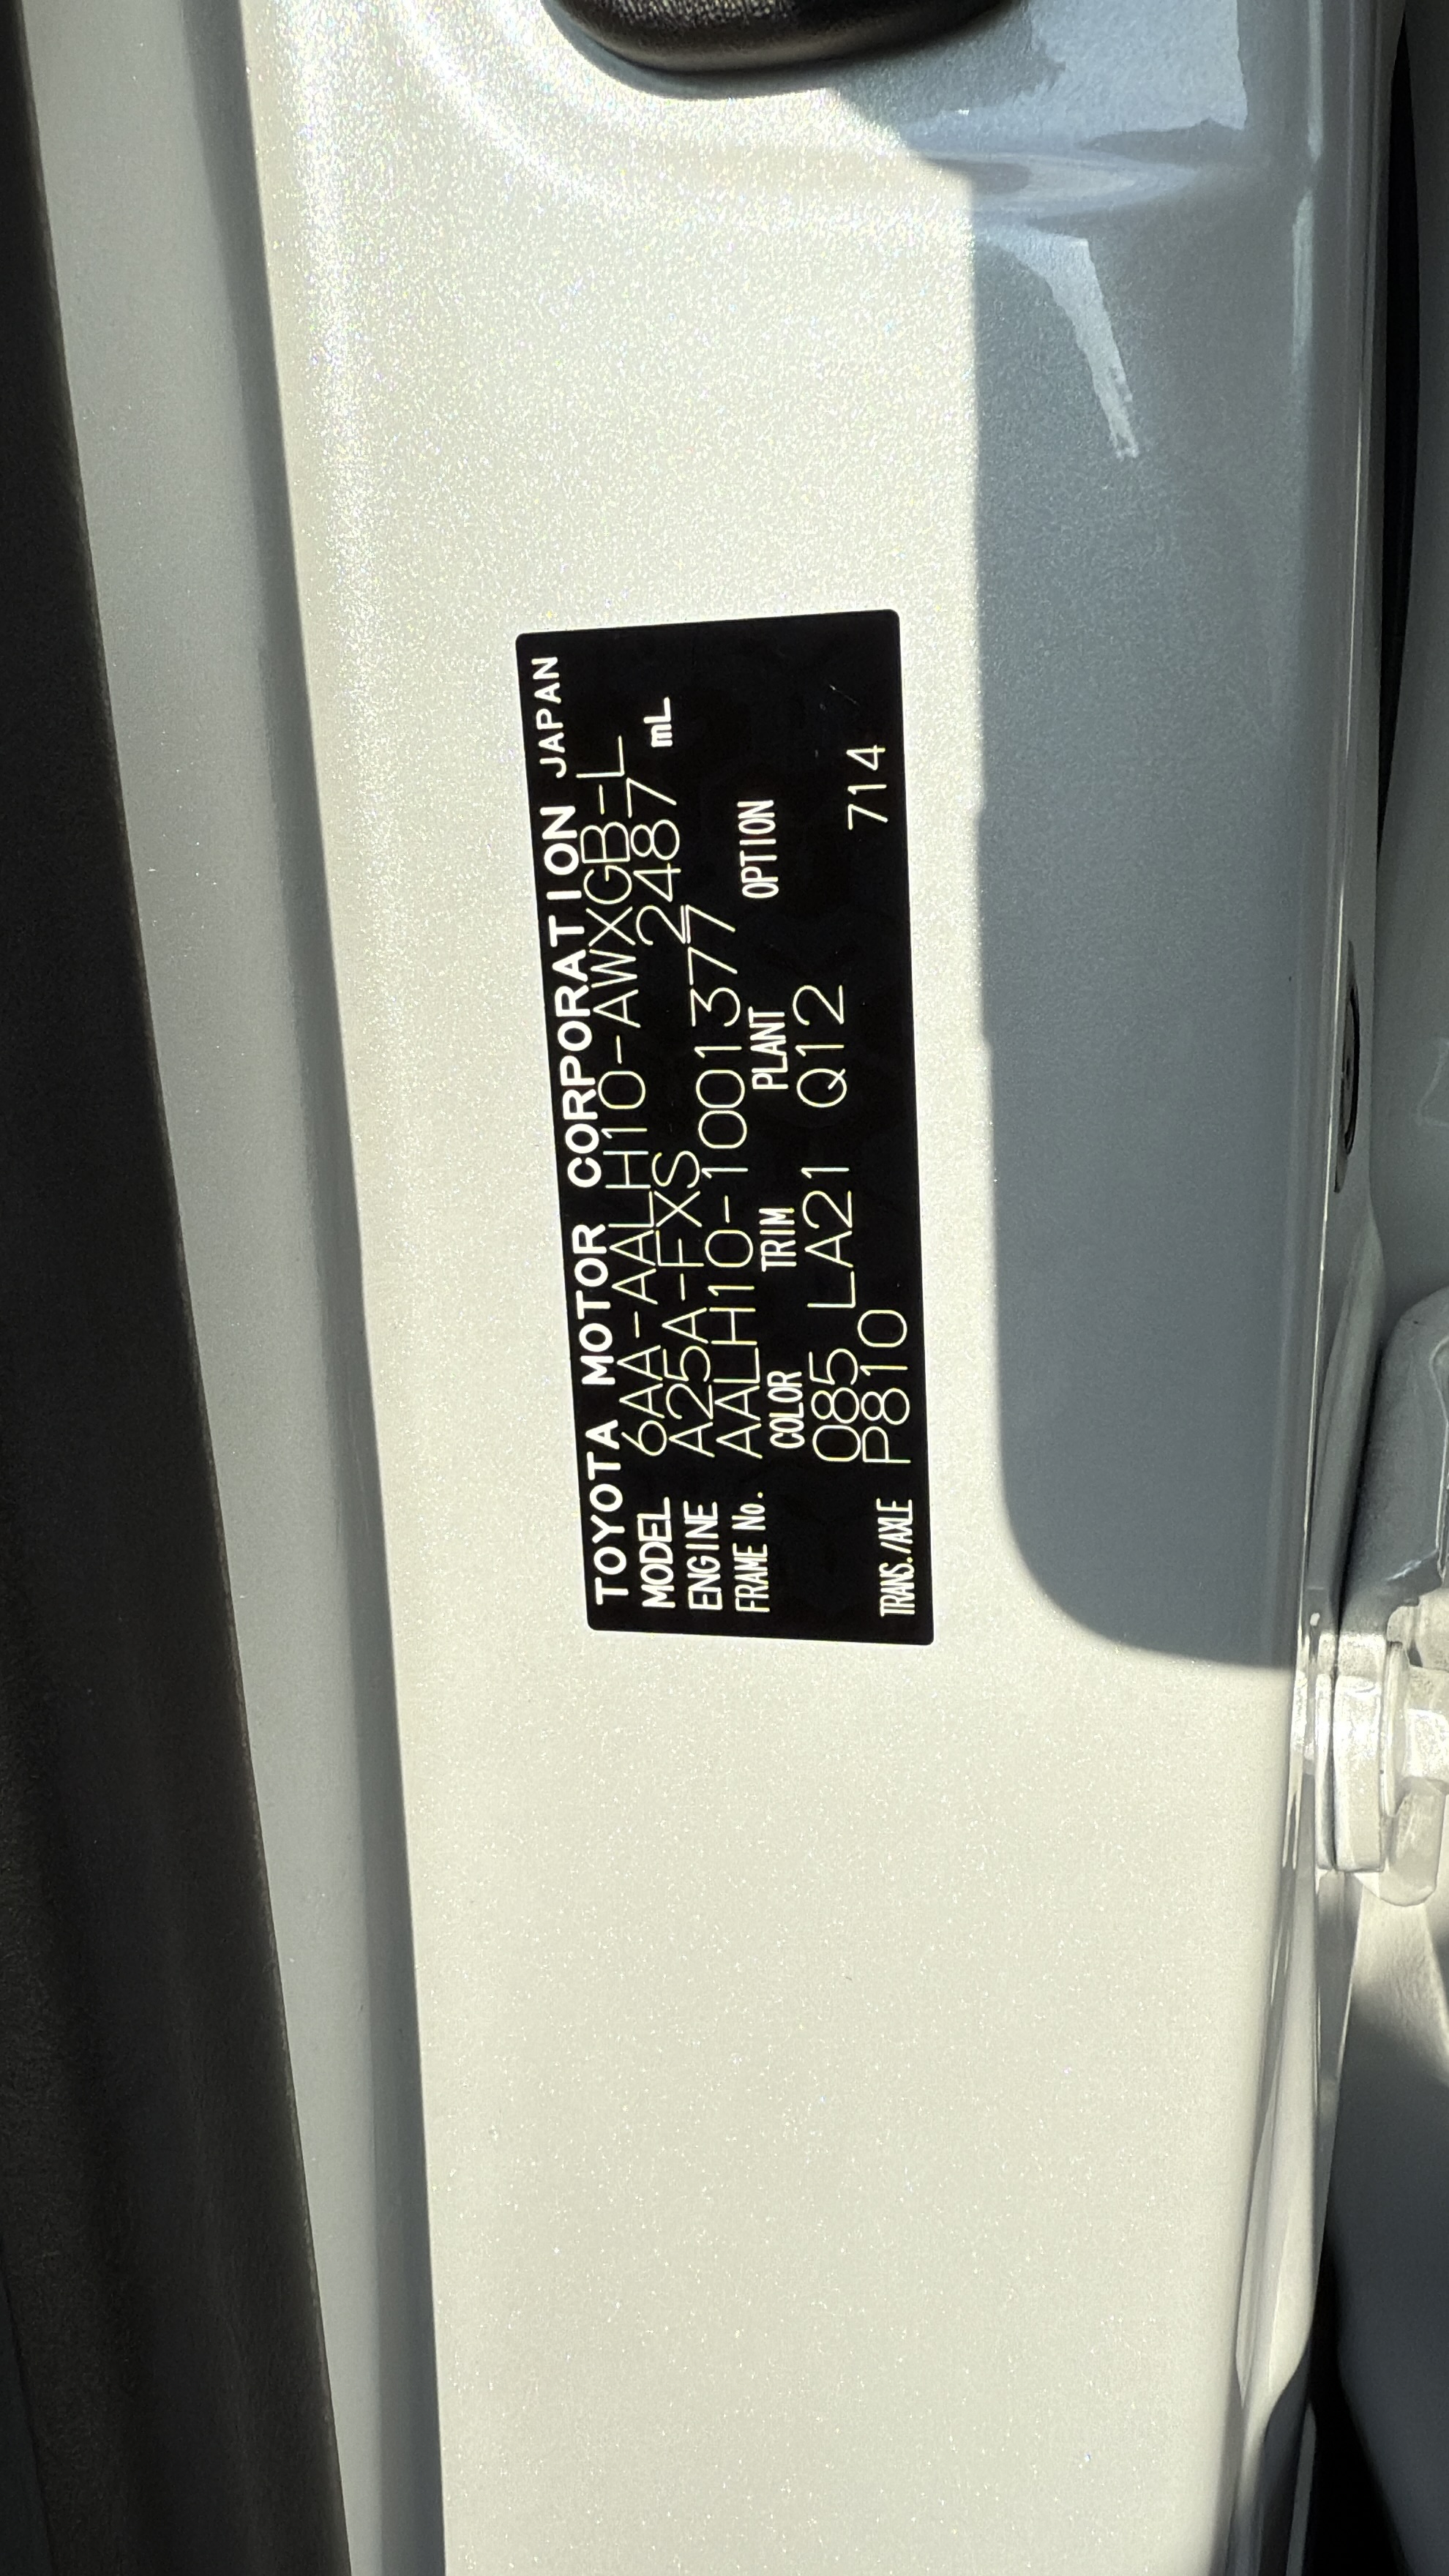 TOYOTA MOTOR CORPORATION JAPAN
MODEL 6AA-AALH10-AWXGB-L
ENGINE A25A-FXS 2487 mL
FRAME No. AALH10-1001377
COLOR TRIM PLANT OPTION
085 LA21 Q12
TRANS./AXLE P810 714